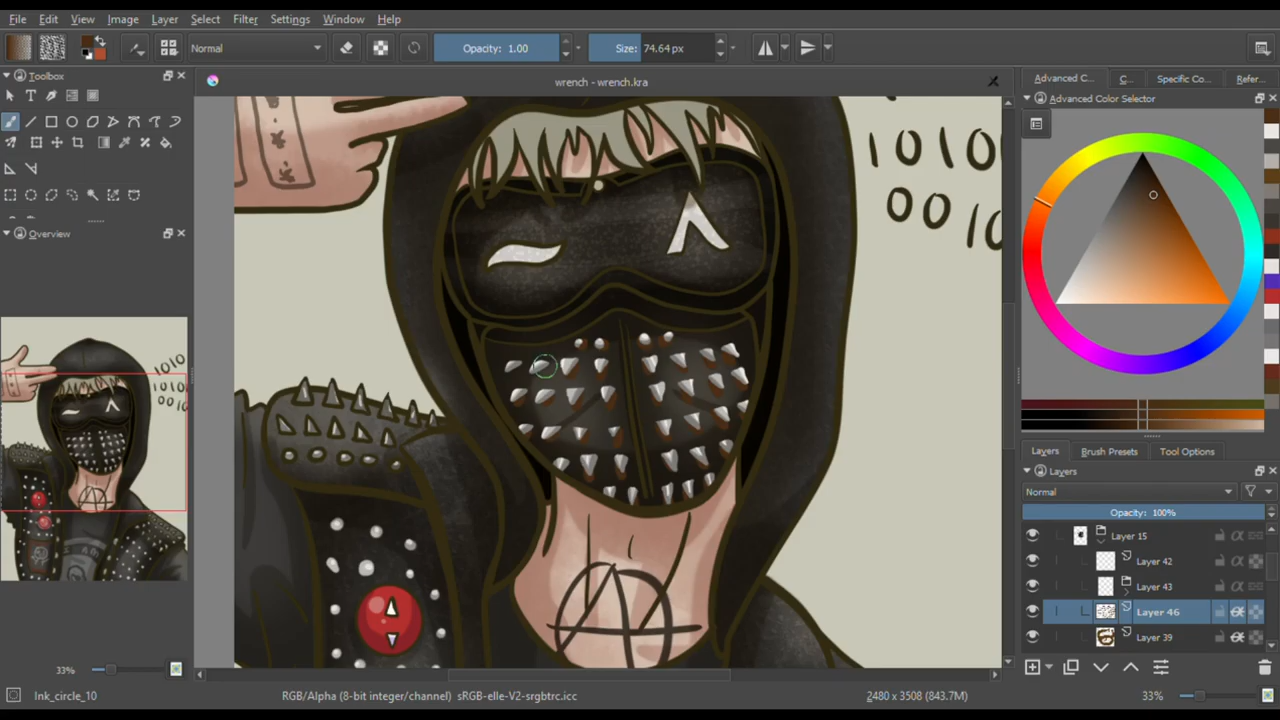 File Edit View Image Layer Select Filter Settings Window Help
Normal Opacity: 1.00 Size: 74.64 px
Toolbox wrench - wrench.kra Advanced C... C... Specific Co... Refer...
Advanced Color Selector
1010
0010
Overview
Layers Brush Presets Tool Options
Layers
Normal
Opacity: 100%
Layer 15
Layer 42
Layer 43
Layer 46
Layer 39
33%
Ink_circle_10 RGB/Alpha (8-bit integer/channel) sRGB-elle-V2-srgbtrc.icc 2480 x 3508 (843.7M) 33%